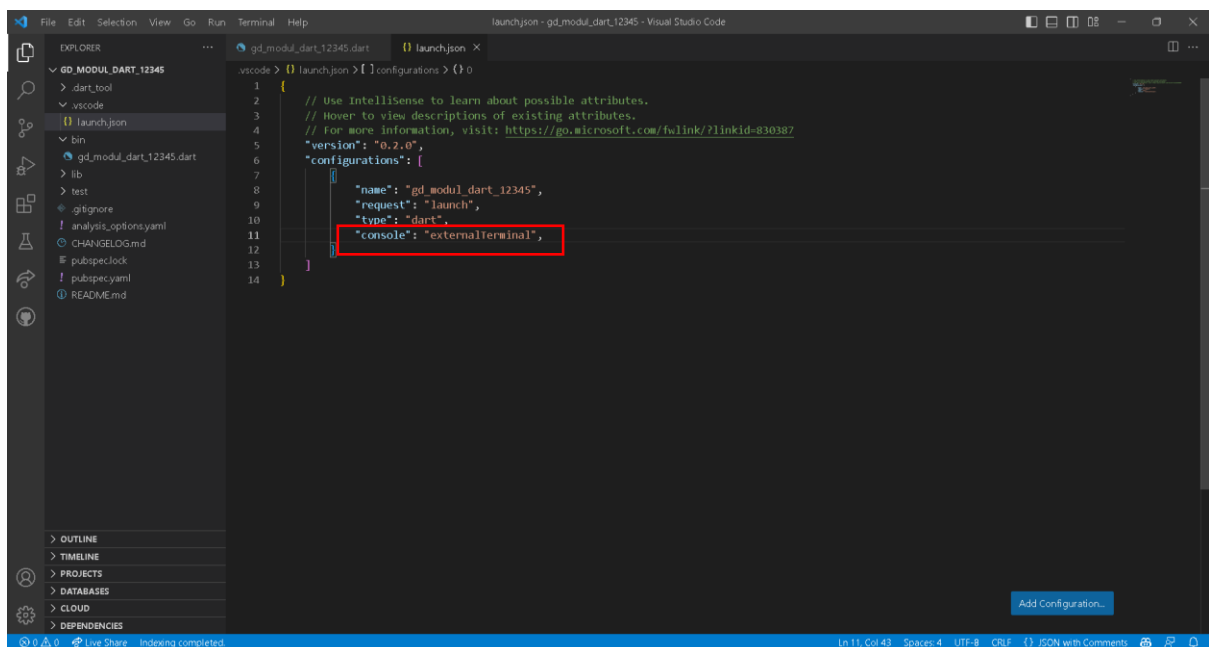 File Edit Selection View Go Run Terminal Help
launch.json - gd_modul_dart_12345 - Visual Studio Code
EXPLORER
gd_modul_dart_12345.dart
{} launch.json
GD_MODUL_DART_12345
.dart_tool
.vscode
{} launch.json
bin
gd_modul_dart_12345.dart
lib
test
.gitignore
analysis_options.yaml
CHANGELOG.md
pubspec.lock
pubspec.yaml
README.md
.vscode > {} launch.json > [ ] configurations > {} 0
1 {
2 // Use IntelliSense to learn about possible attributes.
3 // Hover to view descriptions of existing attributes.
4 // For more information, visit: https://go.microsoft.com/fwlink/?linkid=830387
5 "version": "0.2.0",
6 "configurations": [
7 {
8 "name": "gd_modul_dart_12345",
9 "request": "launch",
10 "type": "dart",
11 "console": "externalTerminal",
12 }
13 ]
14 }
OUTLINE
TIMELINE
PROJECTS
DATABASES
CLOUD
DEPENDENCIES
Add Configuration...
0 0 Live Share Indexing completed.
Ln 11, Col 43 Spaces: 4 UTF-8 CRLF {} JSON with Comments